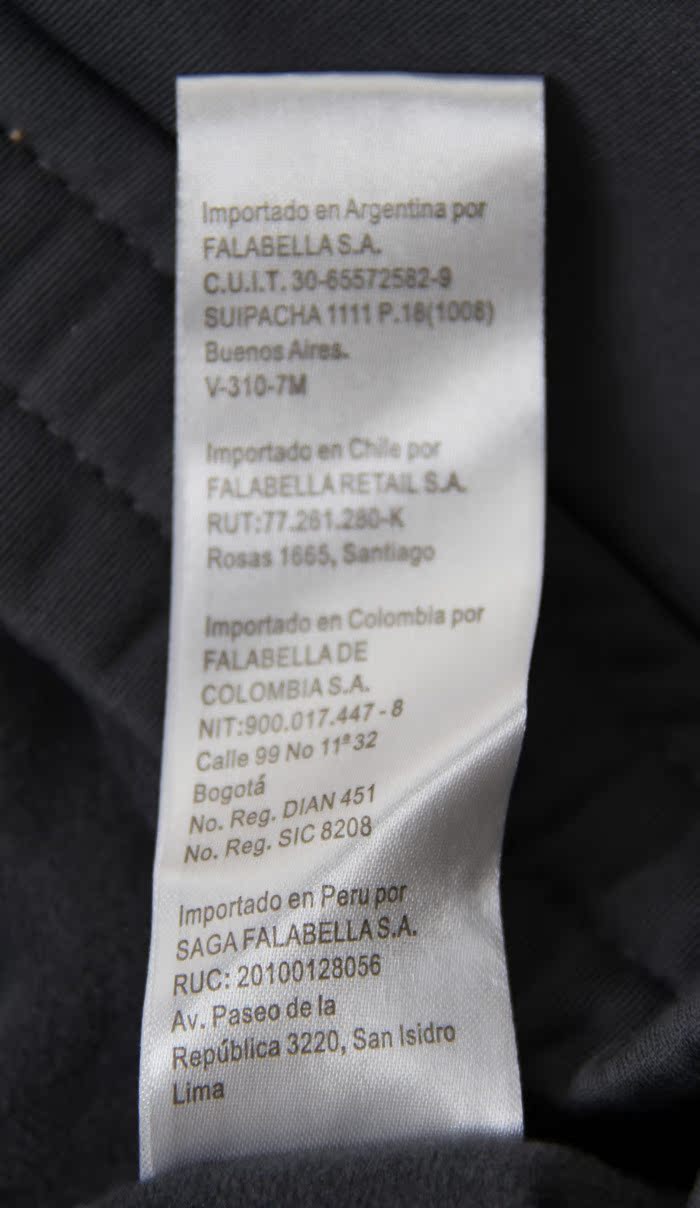 Importado en Argentina por
FALABELLA S.A.
C.U.I.T. 30-65572582-9
SUIPACHA 1111 P.18(1008)
Buenos Aires.
V-310-7M
Importado en Chile por
FALABELLA RETAIL S.A.
RUT:77.261.280-K
Rosas 1665, Santiago
Importado en Colombia por
FALABELLA DE
COLOMBIA S.A.
NIT:900.017.447 - 8
Calle 99 No 11ª32
Bogotá
No. Reg. DIAN 451
No. Reg. SIC 8208
Importado en Peru por
SAGA FALABELLA S.A.
RUC: 20100128056
Av. Paseo de la
República 3220, San Isidro
Lima